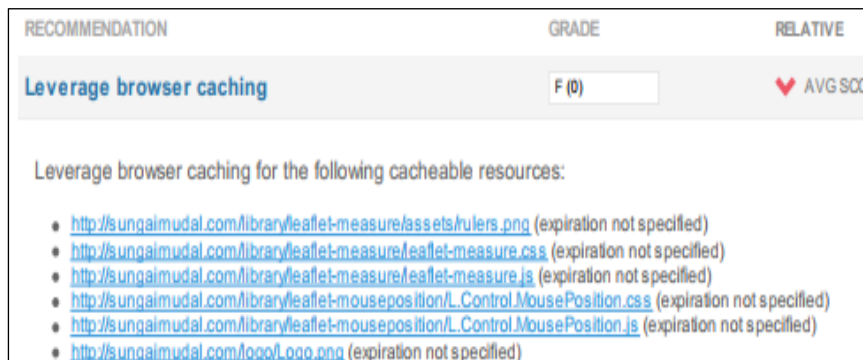 RECOMMENDATION GRADE RELATIVE
Leverage browser caching F (0) AVG
Leverage browser caching for the following cacheable resources:
http://sungaimudal.com/library/leaflet-measure/assets/rulers.png (expiration not specified)
http://sungaimudal.com/library/leaflet-measure/leaflet-measure.css (expiration not specified)
http://sungaimudal.com/library/leaflet-measure/leaflet-measure.js (expiration not specified)
http://sungaimudal.com/library/leaflet-mouseposition/L.Control.MousePosition.css (expiration not specified)
http://sungaimudal.com/library/leaflet-mouseposition/L.Control.MousePosition.js (expiration not specified)
http://sungaimudal.com/logo/Logo.png (expiration not specified)